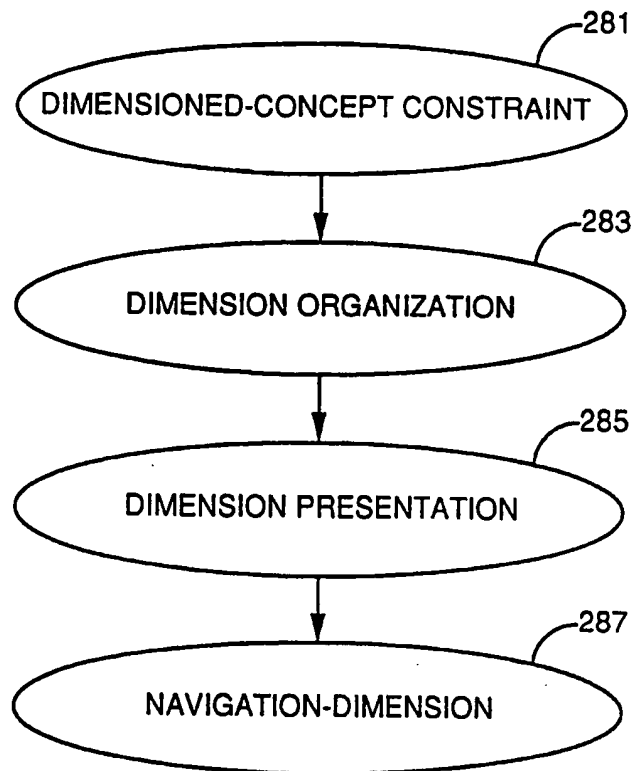 281
DIMENSIONED-CONCEPT CONSTRAINT
283
DIMENSION ORGANIZATION
285
DIMENSION PRESENTATION
287
NAVIGATION-DIMENSION